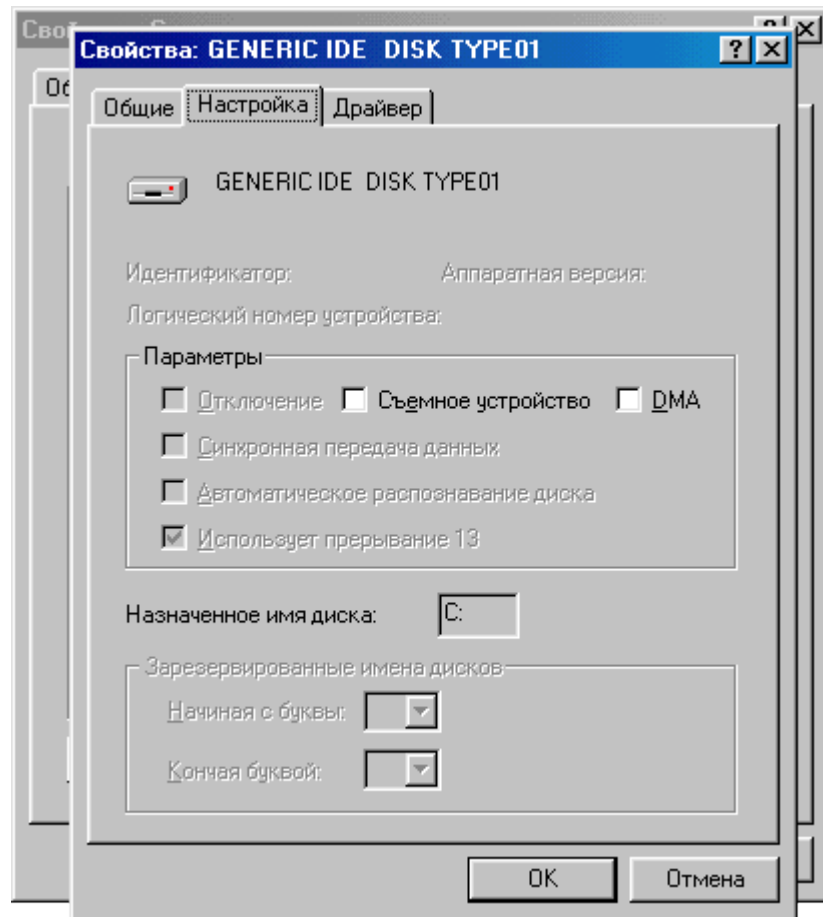 Сво
Свойства: GENERIC IDE DISK TYPE01
Об
Общие Настройка Драйвер
GENERIC IDE DISK TYPE01
Идентификатор: Аппаратная версия:
Логический номер устройства:
Параметры
Отключение Съемное устройство DMA
Синхронная передача данных
Автоматическое распознавание диска
Использует прерывание 13
Назначенное имя диска: C:
Зарезервированные имена дисков
Начиная с буквы:
Кончая буквой:
OK Отмена